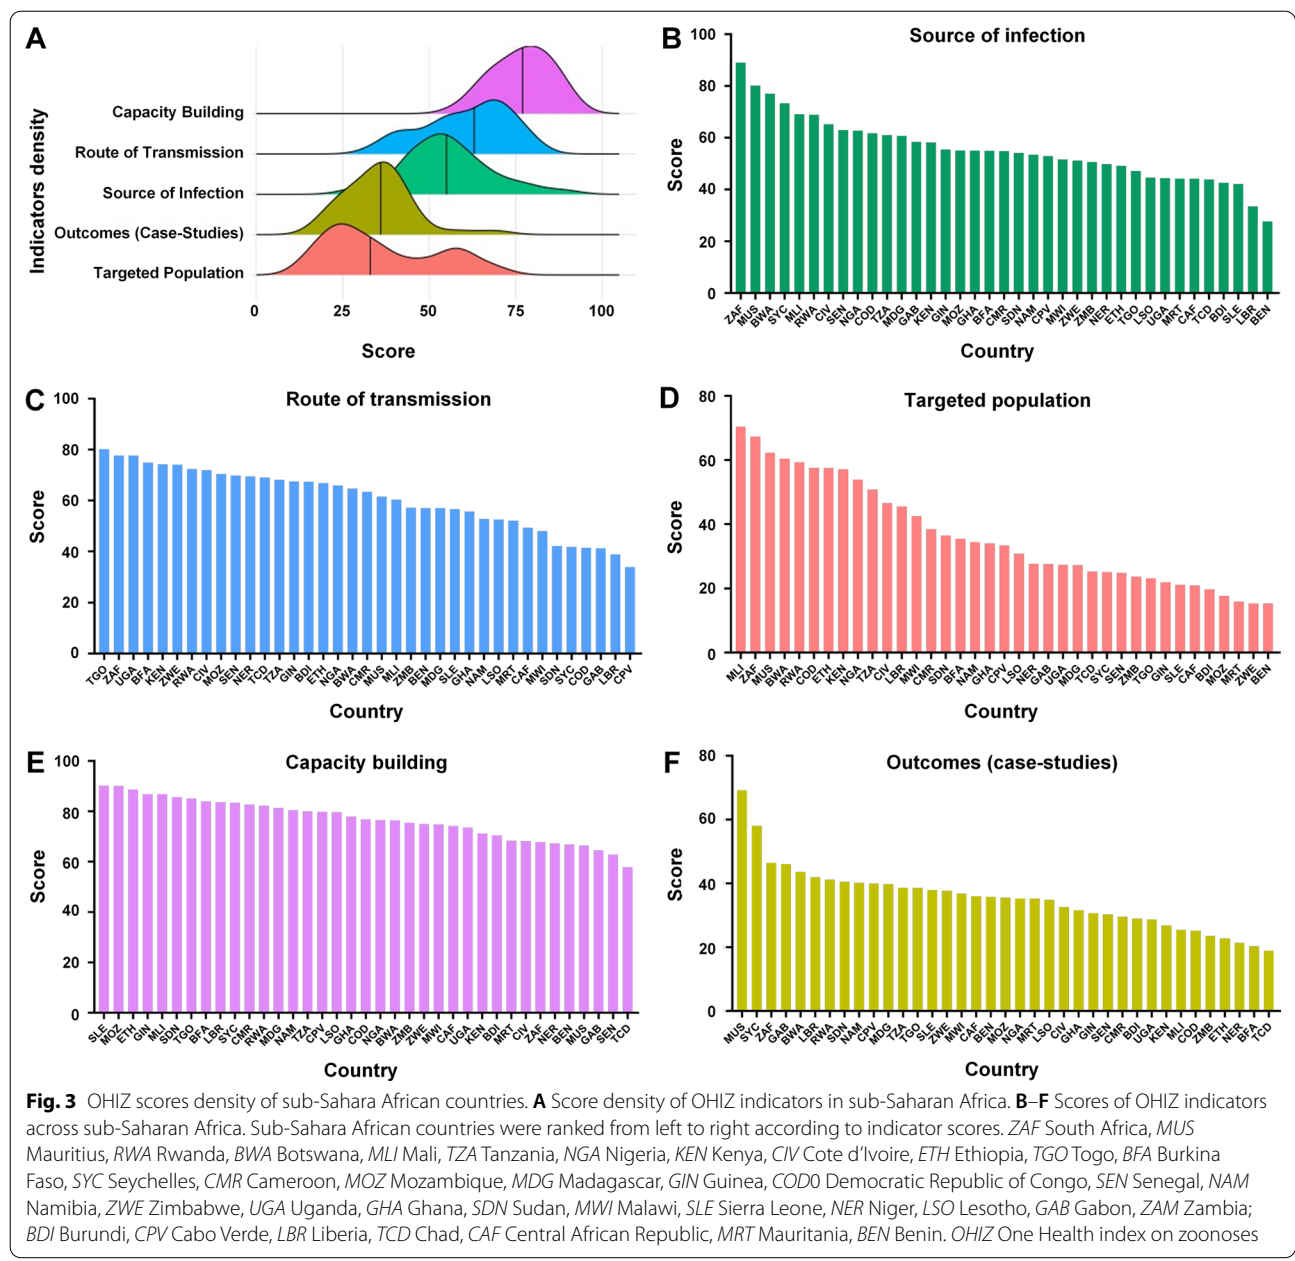 A
Indicators density
Capacity Building
Route of Transmission
Source of Infection
Outcomes (Case-Studies)
Targeted Population
0 25 50 75 100
Score
B
Source of infection
Score
100
80
60
40
20
0
ZAF MUS BWA SYC MLI RWA CIV SEN NGA COD TZA MDG GAB KEN GIN MOZ GHA BFA CMR SDN NAM CPV MWI ZWE ZMB NER ETH TGO LSO UGA MRT CAF TCD BDI SLE LBR BEN
Country
C
Route of transmission
Score
100
80
60
40
20
0
TGO ZAF UGA BFA KEN ZWE RWA CIV MOZ SEN NER TCD TZA GIN BDI ETH NGA BWA CMR MUS MLI ZMB BEN MDG SLE GHA NAM LSO MRT CAF MWI SDN SYC COD GAB LBR CPV
Country
D
Targeted population
Score
80
60
40
20
0
MLI ZAF MUS BWA RWA COD ETH KEN NGA TZA CIV LBR MWI CMR SDN BFA NAM GHA CPV LSO NER GAB UGA MDG TCD SYC SEN ZMB TGO GIN SLE CAF BDI MOZ MRT ZWE BEN
Country
E
Capacity building
Score
100
80
60
40
20
0
SLE MOZ ETH GIN MLI SDN TGO BFA LBR SYC CMR RWA MDG NAM TZA CPV LSO GHA COD NGA BWA ZMB ZWE MWI CAF UGA KEN BDI MRT CIV ZAF NER BEN MUS GAB SEN TCD
Country
F
Outcomes (case-studies)
Score
80
60
40
20
0
MUS SYC ZAF GAB BWA LBR RWA SDN NAM CPV MDG TZA TGO SLE ZWE MWI CAF BEN MOZ NGA MRT LSO CIV GHA GIN SEN CMR BDI UGA KEN MLI COD ZMB ETH NER BFA TCD
Country
Fig. 3 OHIZ scores density of sub-Sahara African countries. A Score density of OHIZ indicators in sub-Saharan Africa. B–F Scores of OHIZ indicators
across sub-Saharan Africa. Sub-Sahara African countries were ranked from left to right according to indicator scores. ZAF South Africa, MUS
Mauritius, RWA Rwanda, BWA Botswana, MLI Mali, TZA Tanzania, NGA Nigeria, KEN Kenya, CIV Cote d'Ivoire, ETH Ethiopia, TGO Togo, BFA Burkina
Faso, SYC Seychelles, CMR Cameroon, MOZ Mozambique, MDG Madagascar, GIN Guinea, COD0 Democratic Republic of Congo, SEN Senegal, NAM
Namibia, ZWE Zimbabwe, UGA Uganda, GHA Ghana, SDN Sudan, MWI Malawi, SLE Sierra Leone, NER Niger, LSO Lesotho, GAB Gabon, ZAM Zambia;
BDI Burundi, CPV Cabo Verde, LBR Liberia, TCD Chad, CAF Central African Republic, MRT Mauritania, BEN Benin. OHIZ One Health index on zoonoses